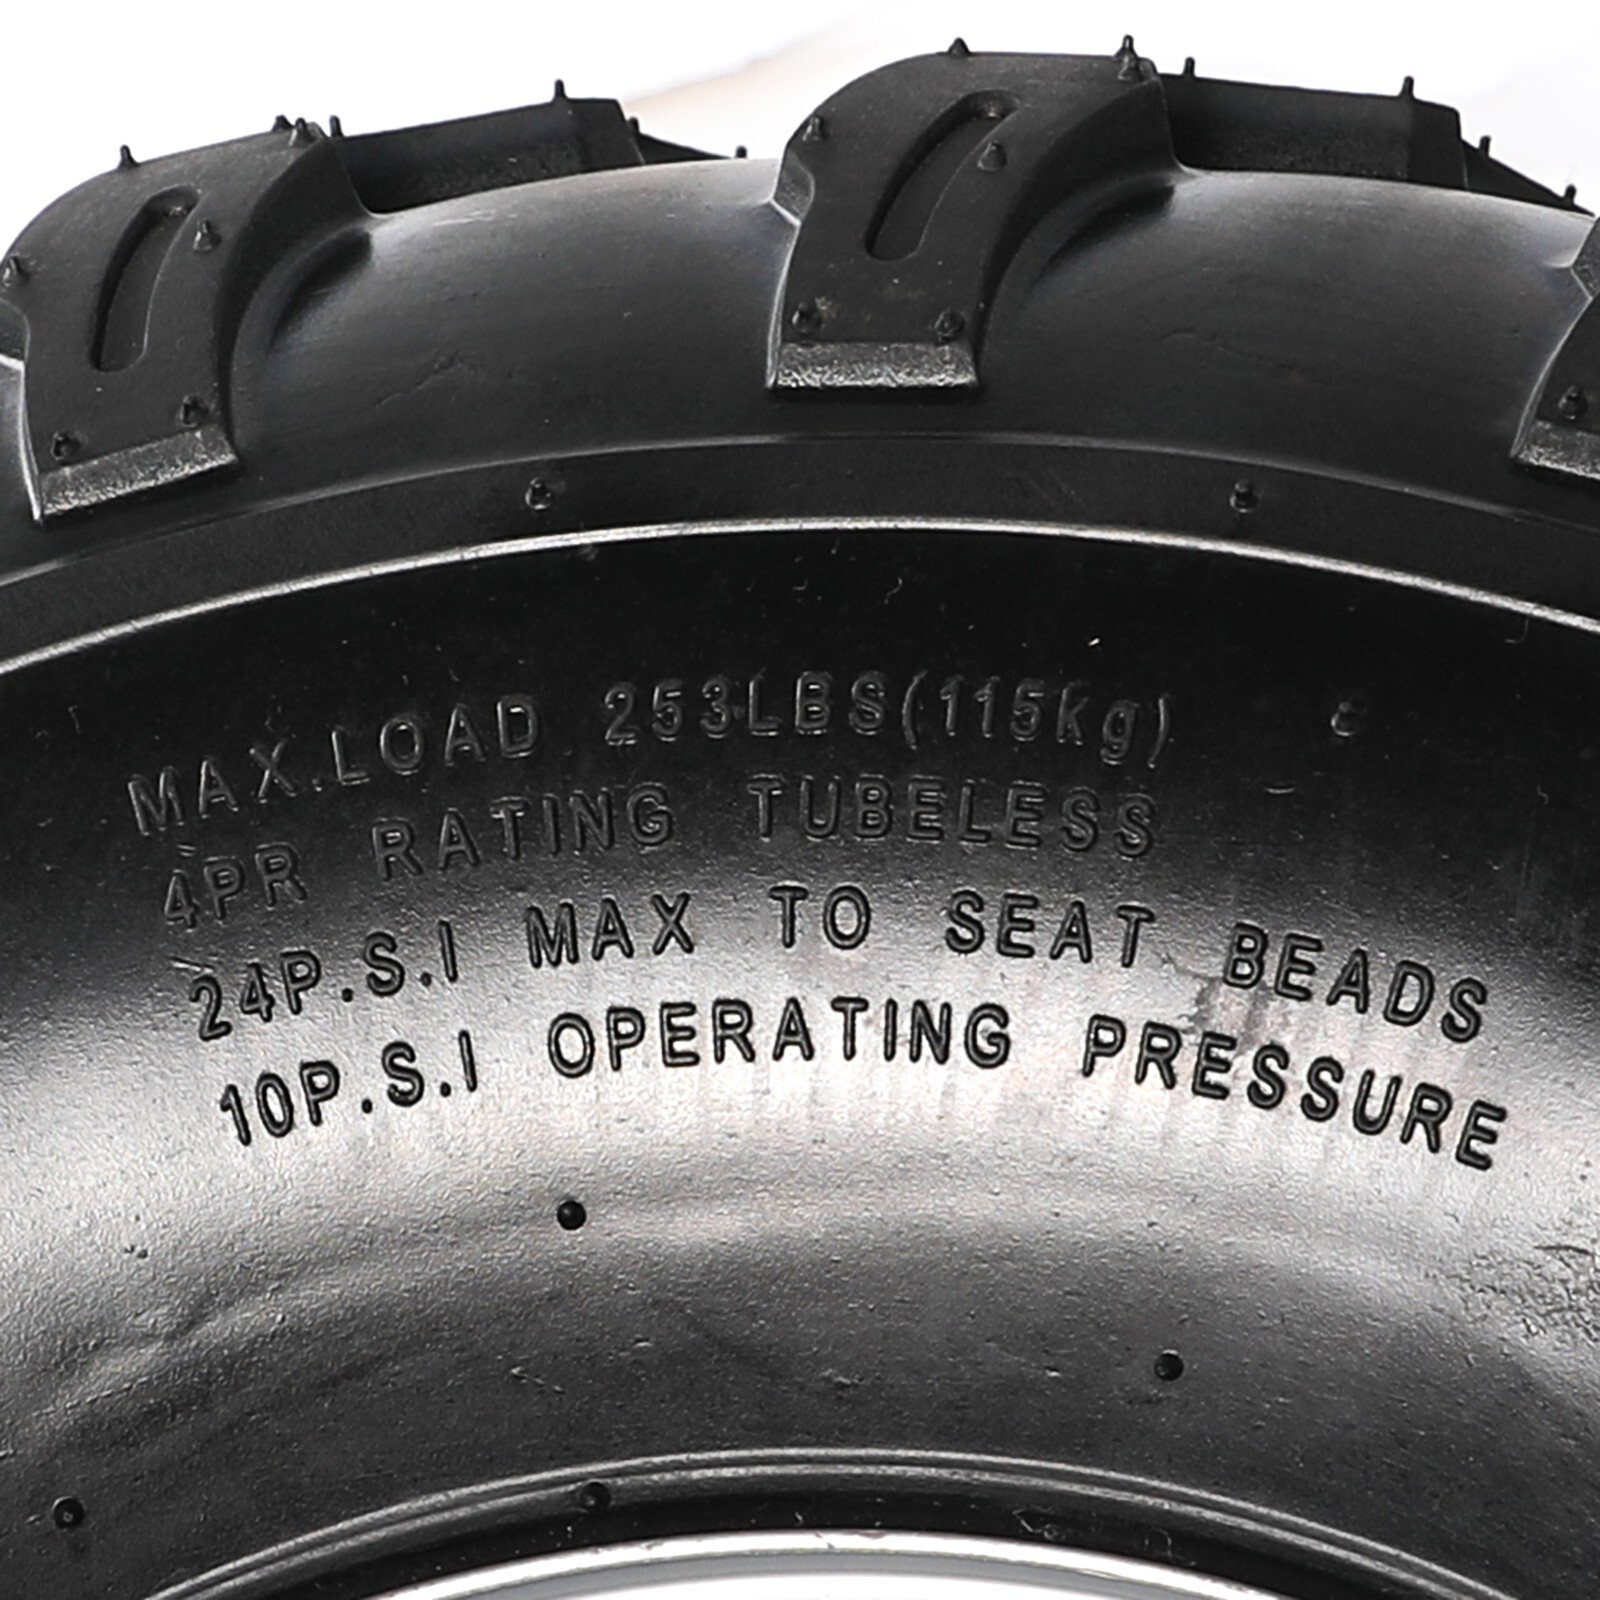 MAX.LOAD 253LBS(115kg)
4PR RATING TUBELESS
24P.S.I MAX TO SEAT BEADS
10P.S.I OPERATING PRESSURE